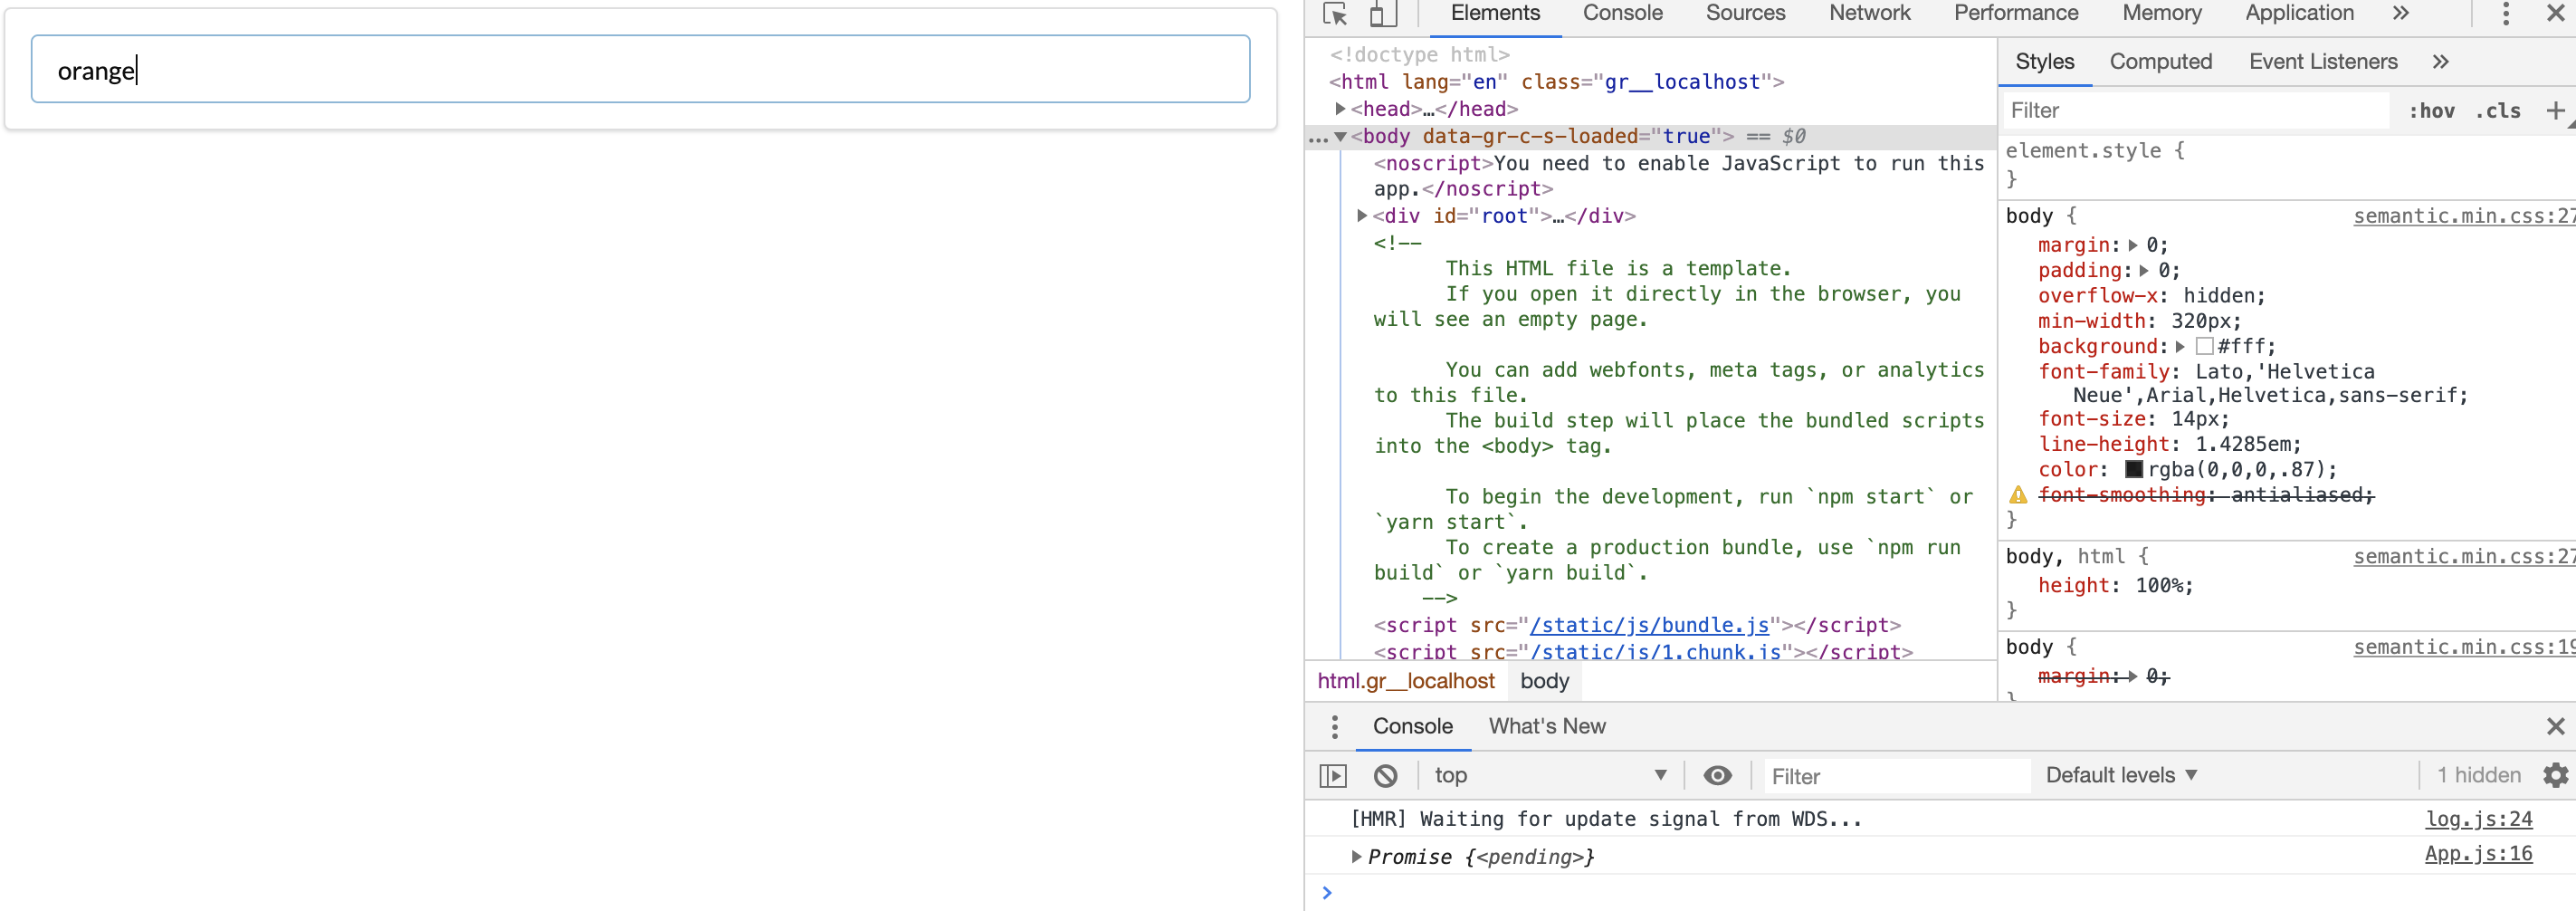 orange
Elements Console Sources Network Performance Memory Application »
<!doctype html>
<html lang="en" class="gr__localhost">
<head>…</head>
…<body data-gr-c-s-loaded="true"> == $0
<noscript>You need to enable JavaScript to run this
app.</noscript>
<div id="root">…</div>
<!--
This HTML file is a template.
If you open it directly in the browser, you
will see an empty page.
You can add webfonts, meta tags, or analytics
to this file.
The build step will place the bundled scripts
into the <body> tag.
To begin the development, run `npm start` or
`yarn start`.
To create a production bundle, use `npm run
build` or `yarn build`.
-->
<script src="/static/js/bundle.js"></script>
<script src="/static/js/1.chunk.js"></script>
html.gr__localhost body
Styles Computed Event Listeners »
Filter :hov .cls +
element.style {
}
body { semantic.min.css:27
margin: 0;
padding: 0;
overflow-x: hidden;
min-width: 320px;
background: #fff;
font-family: Lato,'Helvetica
Neue',Arial,Helvetica,sans-serif;
font-size: 14px;
line-height: 1.4285em;
color: rgba(0,0,0,.87);
font-smoothing: antialiased;
}
body, html { semantic.min.css:27
height: 100%;
}
body { semantic.min.css:19
margin: 0;
}
Console What's New
top Filter Default levels 1 hidden
[HMR] Waiting for update signal from WDS... log.js:24
Promise {<pending>} App.js:16
>